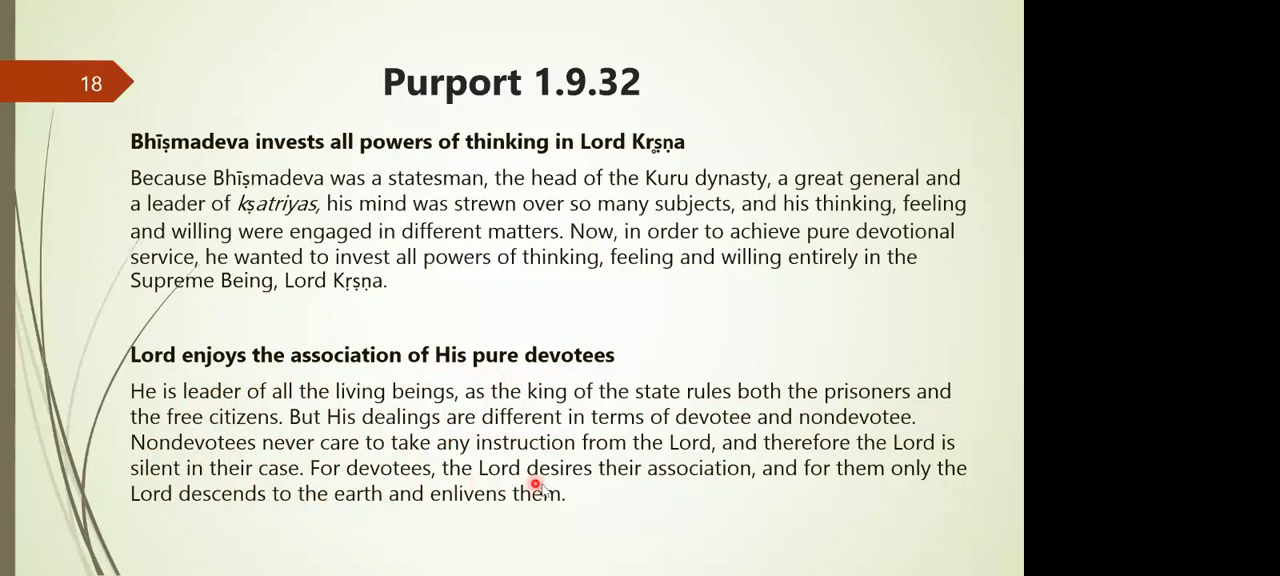 18
Purport 1.9.32
Bhīṣmadeva invests all powers of thinking in Lord Kṛṣṇa
Because Bhīṣmadeva was a statesman, the head of the Kuru dynasty, a great general and
a leader of kṣatriyas, his mind was strewn over so many subjects, and his thinking, feeling
and willing were engaged in different matters. Now, in order to achieve pure devotional
service, he wanted to invest all powers of thinking, feeling and willing entirely in the
Supreme Being, Lord Kṛṣṇa.
Lord enjoys the association of His pure devotees
He is leader of all the living beings, as the king of the state rules both the prisoners and
the free citizens. But His dealings are different in terms of devotee and nondevotee.
Nondevotees never care to take any instruction from the Lord, and therefore the Lord is
silent in their case. For devotees, the Lord desires their association, and for them only the
Lord descends to the earth and enlivens them.